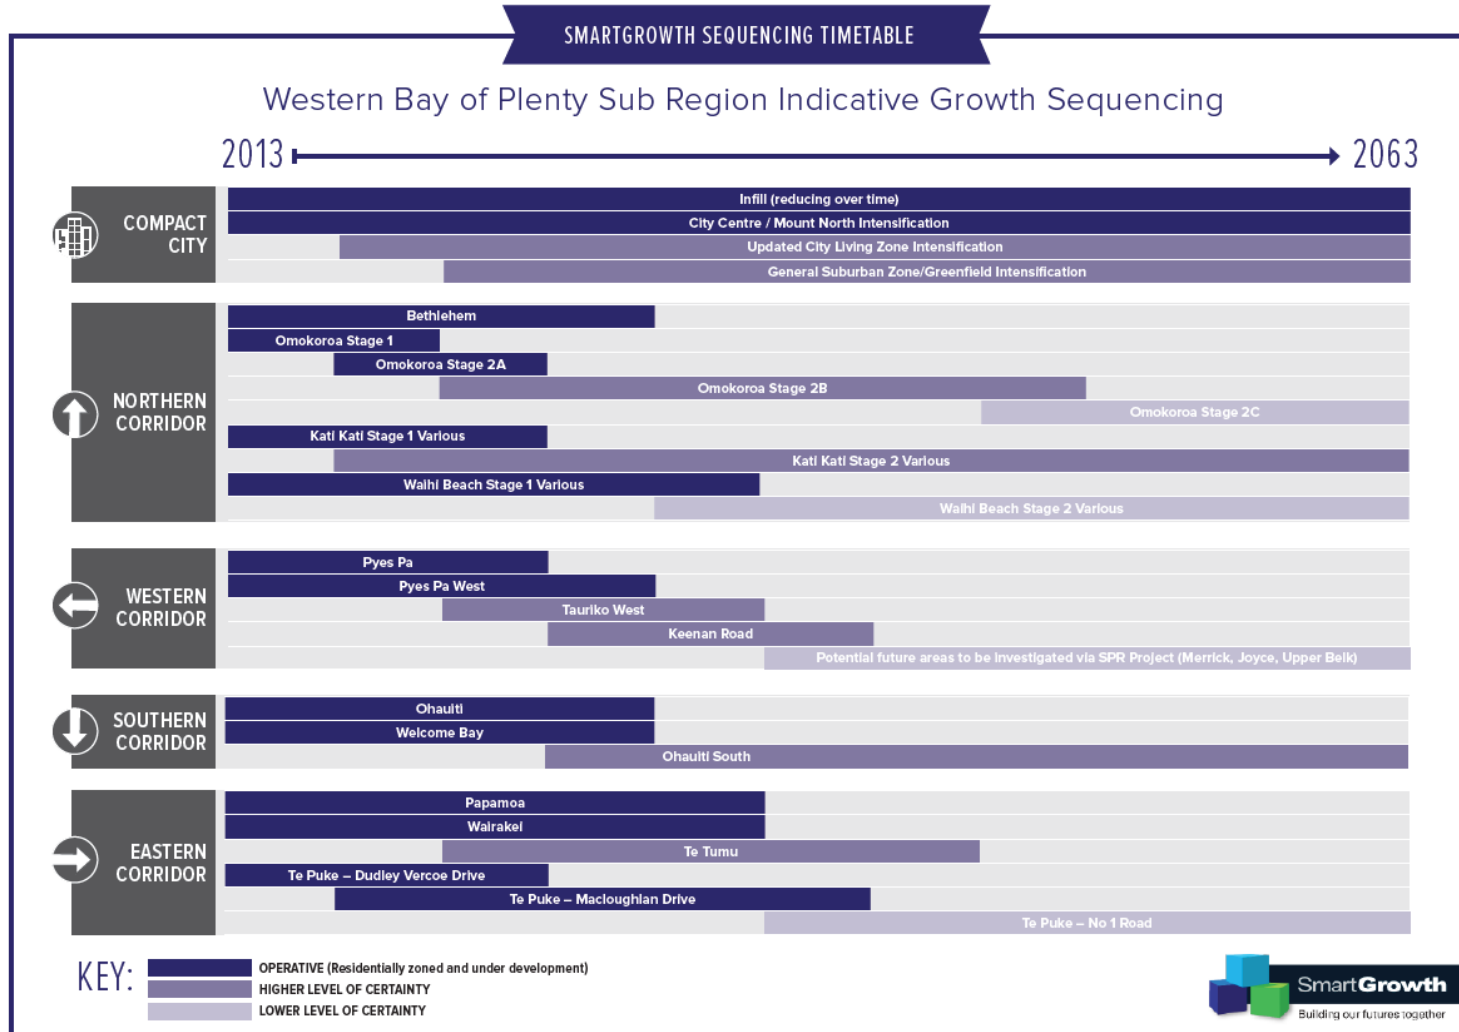 SMARTGROWTH SEQUENCING TIMETABLE
Western Bay of Plenty Sub Region Indicative Growth Sequencing
2013
2063
COMPACT
CITY
Infill (reducing over time)
City Centre / Mount North Intensification
Updated City Living Zone Intensification
General Suburban Zone/Greenfield Intensification
NORTHERN
CORRIDOR
Bethlehem
Omokoroa Stage 1
Omokoroa Stage 2A
Omokoroa Stage 2B
Omokoroa Stage 2C
Kati Kati Stage 1 Various
Kati Kati Stage 2 Various
Waihi Beach Stage 1 Various
Waihi Beach Stage 2 Various
WESTERN
CORRIDOR
Pyes Pa
Pyes Pa West
Tauriko West
Keenan Road
Potential future areas to be investigated via SPR Project (Merrick, Joyce, Upper Belk)
SOUTHERN
CORRIDOR
Ohauiti
Welcome Bay
Ohauiti South
EASTERN
CORRIDOR
Papamoa
Wairakei
Te Tumu
Te Puke – Dudley Vercoe Drive
Te Puke – Macloughlan Drive
Te Puke – No 1 Road
KEY:
OPERATIVE (Residentially zoned and under development)
HIGHER LEVEL OF CERTAINTY
LOWER LEVEL OF CERTAINTY
SmartGrowth
Building our futures together